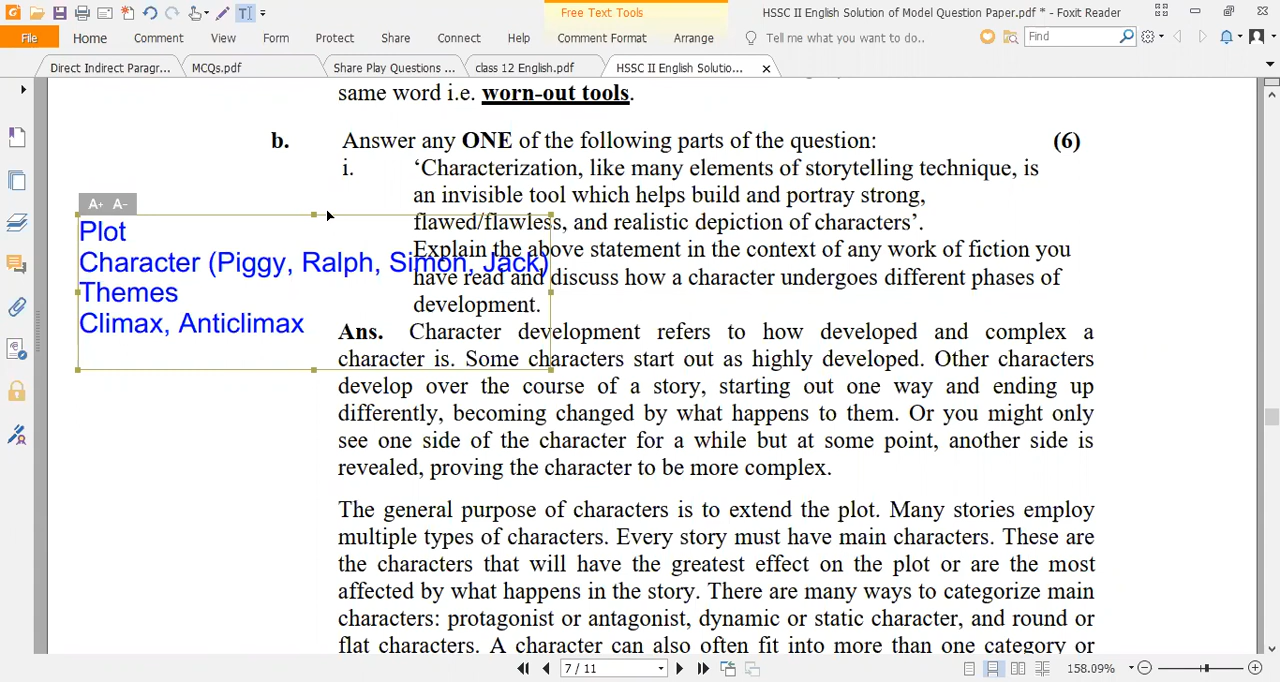 Free Text Tools
HSSC II English Solution of Model Question Paper.pdf * - Foxit Reader
File
Home
Comment
View
Form
Protect
Share
Connect
Help
Comment Format
Arrange
Tell me what you want to do..
Find
Direct Indirect Paragr...
MCQs.pdf
Share Play Questions ...
class 12 English.pdf
HSSC II English Solutio...
same word i.e. worn-out tools.
b. Answer any ONE of the following parts of the question: (6)
i. ‘Characterization, like many elements of storytelling technique, is
an invisible tool which helps build and portray strong,
flawed/flawless, and realistic depiction of characters’.
Explain the above statement in the context of any work of fiction you
have read and discuss how a character undergoes different phases of
development.
A+ A-
Plot
Character (Piggy, Ralph, Simon, Jack)
Themes
Climax, Anticlimax
Ans. Character development refers to how developed and complex a
character is. Some characters start out as highly developed. Other characters
develop over the course of a story, starting out one way and ending up
differently, becoming changed by what happens to them. Or you might only
see one side of the character for a while but at some point, another side is
revealed, proving the character to be more complex.
The general purpose of characters is to extend the plot. Many stories employ
multiple types of characters. Every story must have main characters. These are
the characters that will have the greatest effect on the plot or are the most
affected by what happens in the story. There are many ways to categorize main
characters: protagonist or antagonist, dynamic or static character, and round or
flat characters. A character can also often fit into more than one category or
7 / 11
158.09%